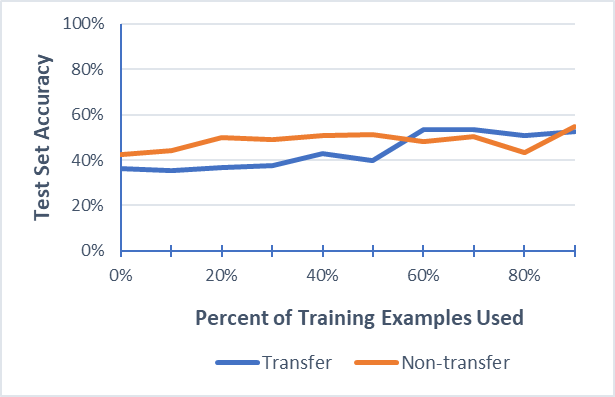 100%
80%
60%
40%
20%
0%
Test Set Accuracy
0% 20% 40% 60% 80%
Percent of Training Examples Used
Transfer Non-transfer